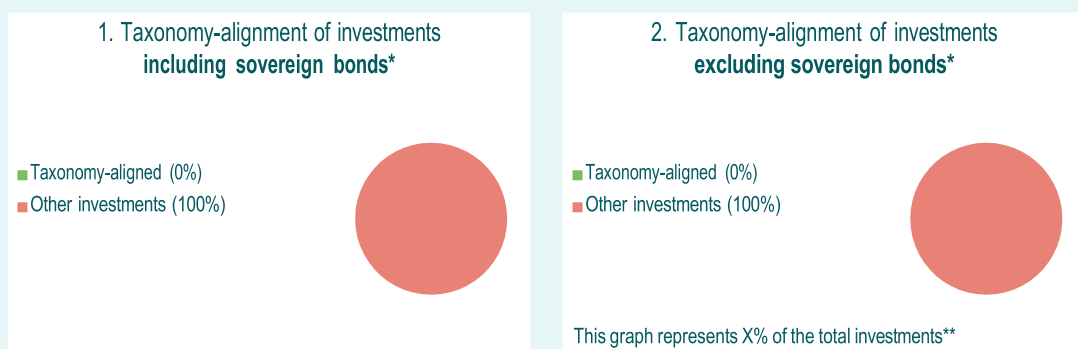 1. Taxonomy-alignment of investments
including sovereign bonds*
Taxonomy-aligned (0%)
Other investments (100%)
2. Taxonomy-alignment of investments
excluding sovereign bonds*
Taxonomy-aligned (0%)
Other investments (100%)
This graph represents X% of the total investments**